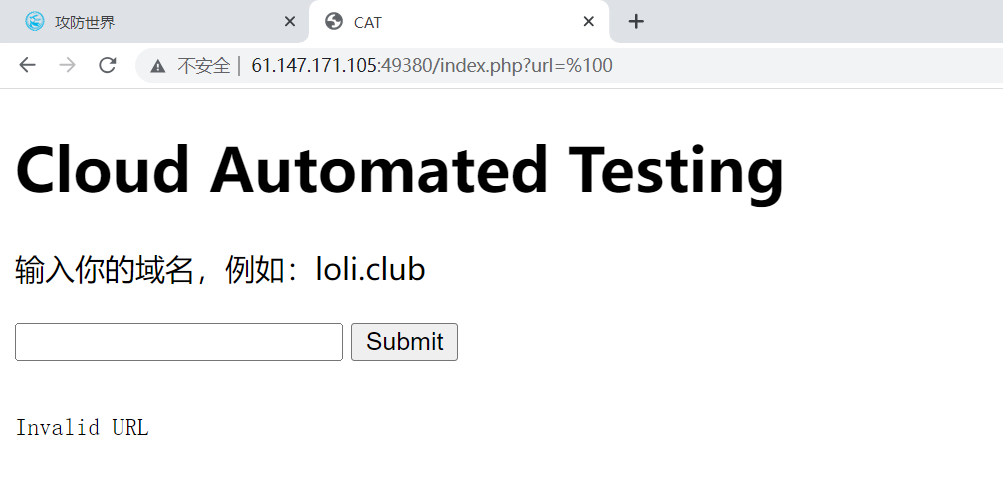 攻防世界
CAT
不安全 | 61.147.171.105:49380/index.php?url=%100
Cloud Automated Testing
输入你的域名，例如：loli.club
Submit
Invalid URL